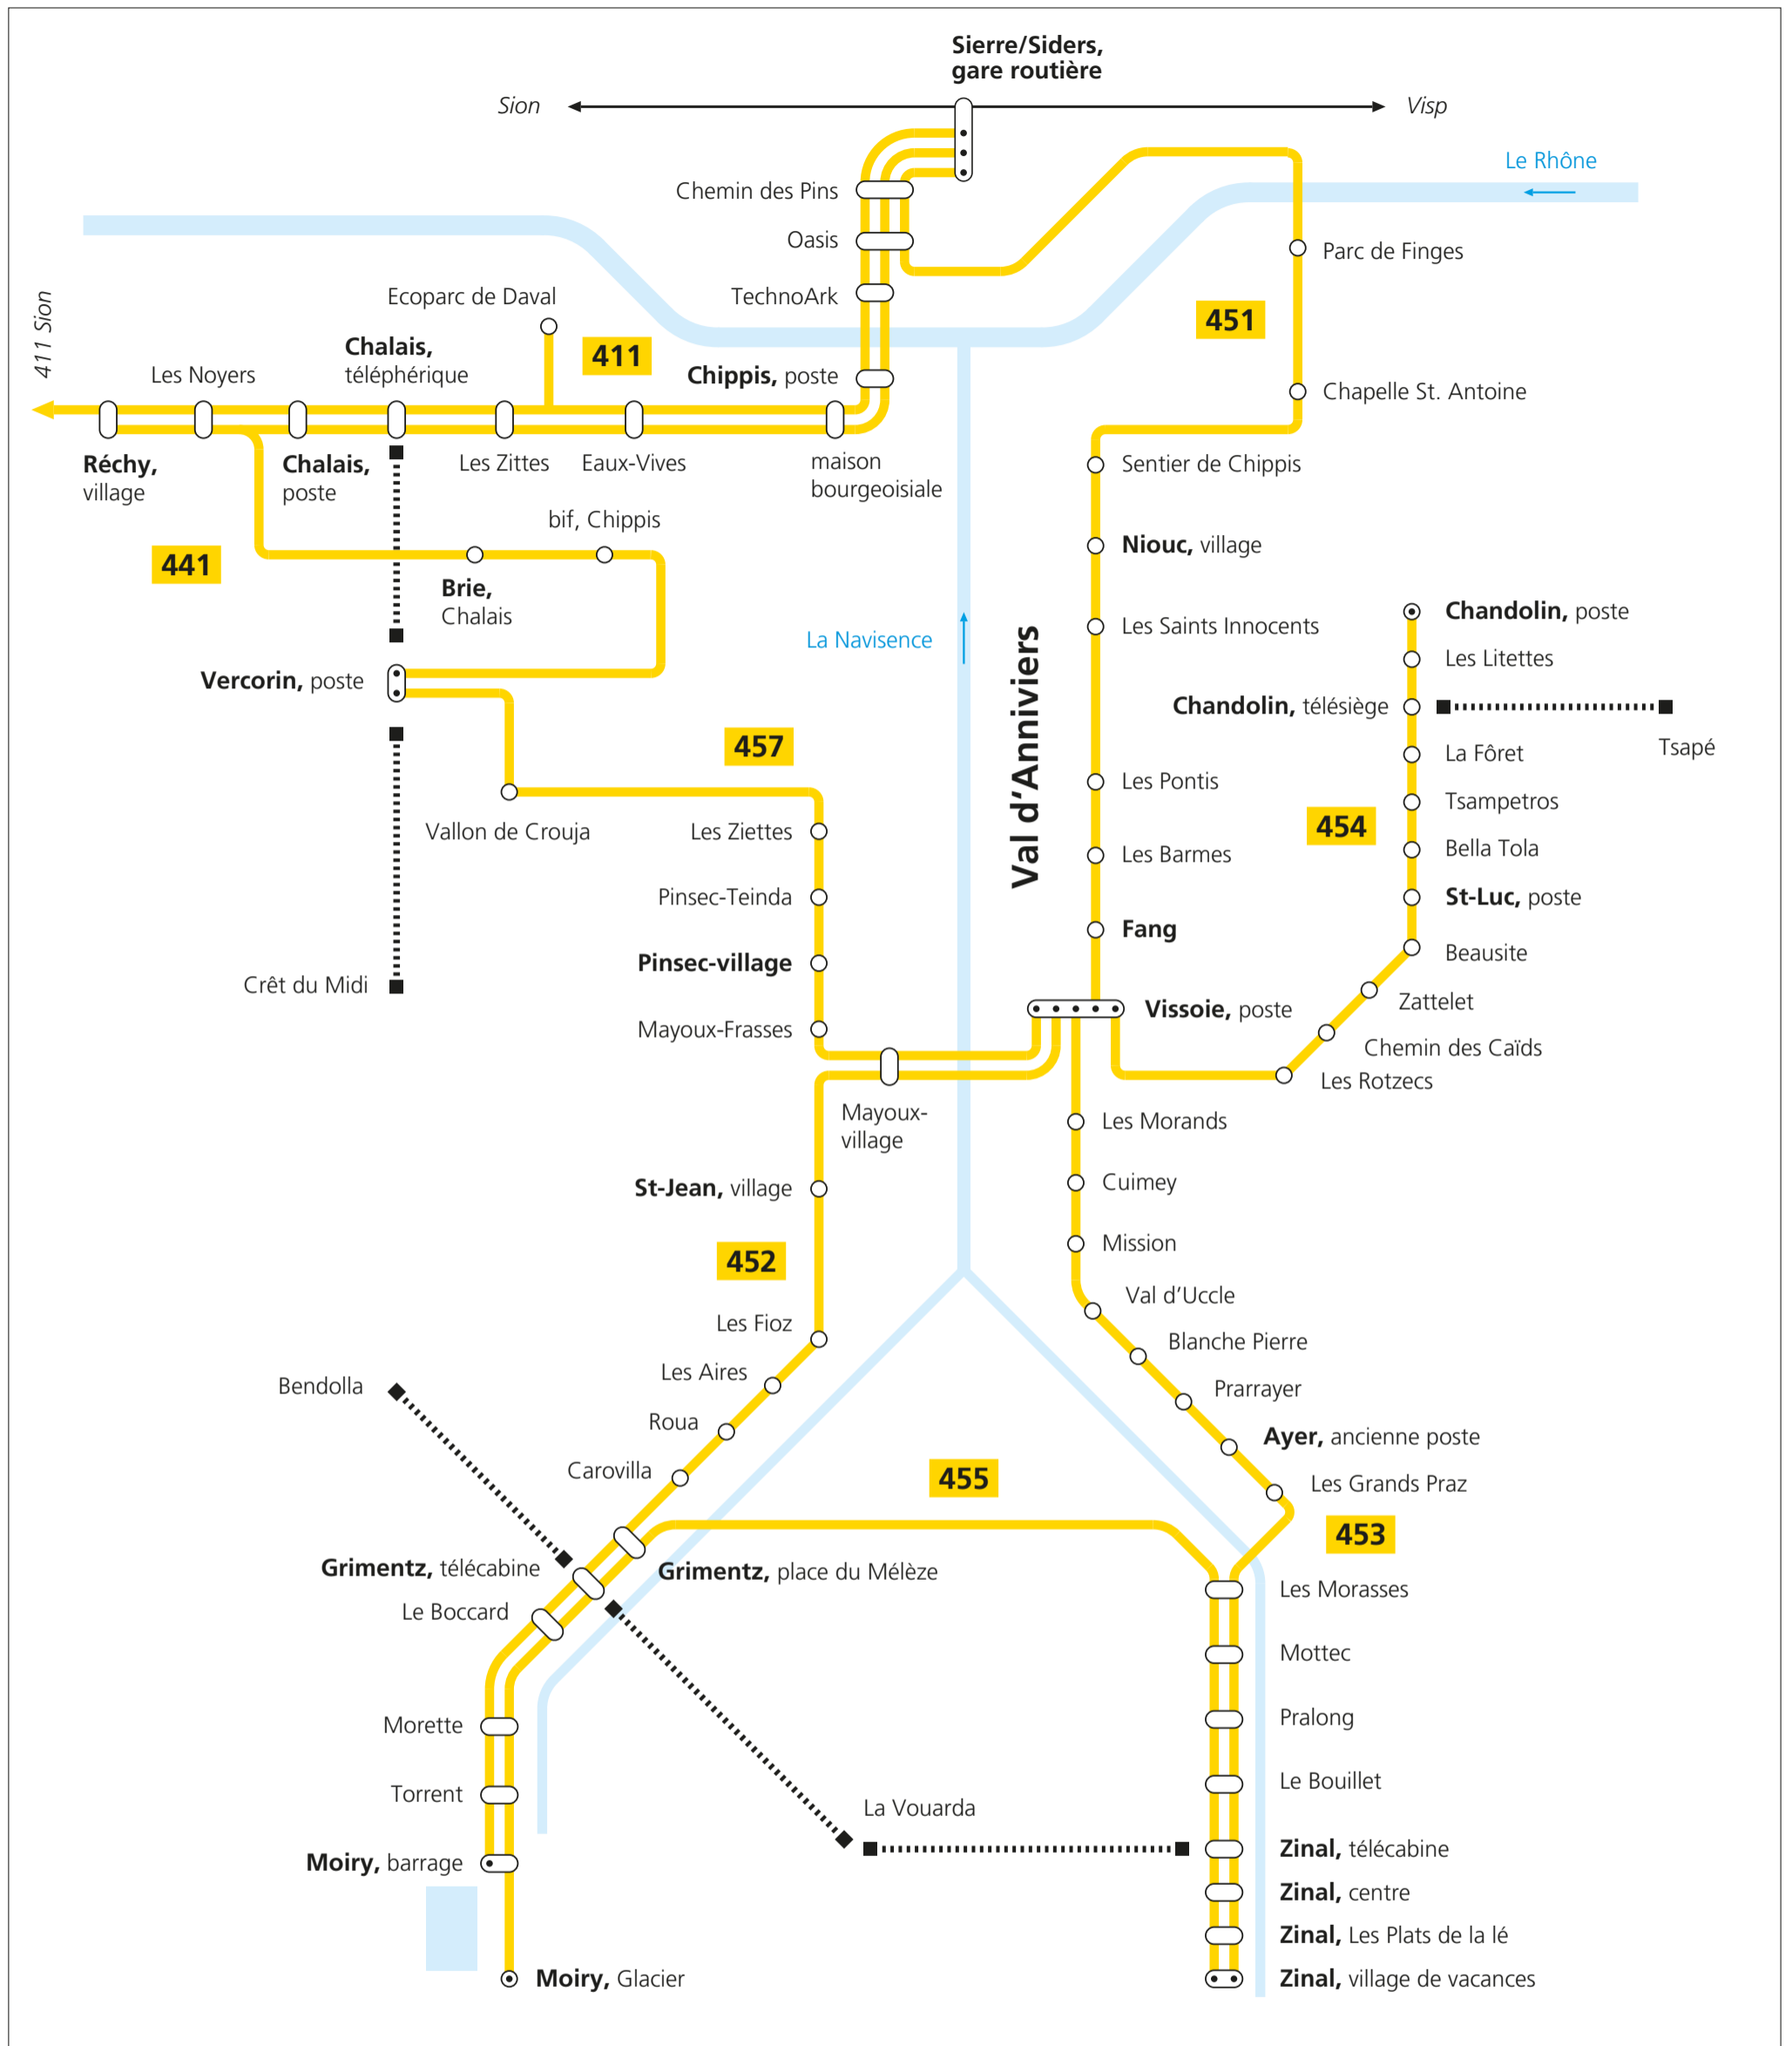 Sierre/Siders,
gare routière
Sion
Visp
Le Rhône
Chemin des Pins
Oasis
Parc de Finges
TechnoArk
Ecoparc de Daval
411 Sion
451
Chalais,
téléphérique
411
Les Noyers
Chippis, poste
Chapelle St. Antoine
Réchy,
village
Chalais,
poste
Les Zittes
Eaux-Vives
maison
bourgeoisiale
Sentier de Chippis
bif, Chippis
Niouc, village
441
Brie,
Chalais
Chandolin, poste
Les Saints Innocents
La Navisence
Val d'Anniviers
Les Litettes
Vercorin, poste
Chandolin, télésiège
Tsapé
457
La Fôret
Les Pontis
Tsampetros
454
Vallon de Crouja
Les Ziettes
Les Barmes
Bella Tola
Pinsec-Teinda
St-Luc, poste
Fang
Beausite
Pinsec-village
Crêt du Midi
Zattelet
Vissoie, poste
Mayoux-Frasses
Chemin des Caïds
Les Rotzecs
Mayoux-
village
Les Morands
St-Jean, village
Cuimey
Mission
452
Val d'Uccle
Les Fioz
Blanche Pierre
Les Aires
Bendolla
Prarrayer
Roua
Ayer, ancienne poste
Carovilla
455
Les Grands Praz
453
Grimentz, télécabine
Grimentz, place du Mélèze
Les Morasses
Le Boccard
Mottec
Morette
Pralong
Torrent
Le Bouillet
La Vouarda
Zinal, télécabine
Moiry, barrage
Zinal, centre
Zinal, Les Plats de la lé
Moiry, Glacier
Zinal, village de vacances